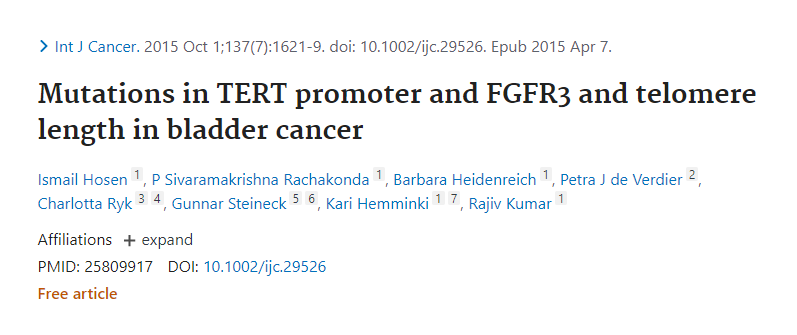 Int J Cancer. 2015 Oct 1;137(7):1621-9. doi: 10.1002/ijc.29526. Epub 2015 Apr 7.
Mutations in TERT promoter and FGFR3 and telomere
length in bladder cancer
Ismail Hosen 1, P Sivaramakrishna Rachakonda 1, Barbara Heidenreich 1, Petra J de Verdier 2,
Charlotta Ryk 3 4, Gunnar Steineck 5 6, Kari Hemminki 1 7, Rajiv Kumar 1
Affiliations + expand
PMID: 25809917 DOI: 10.1002/ijc.29526
Free article